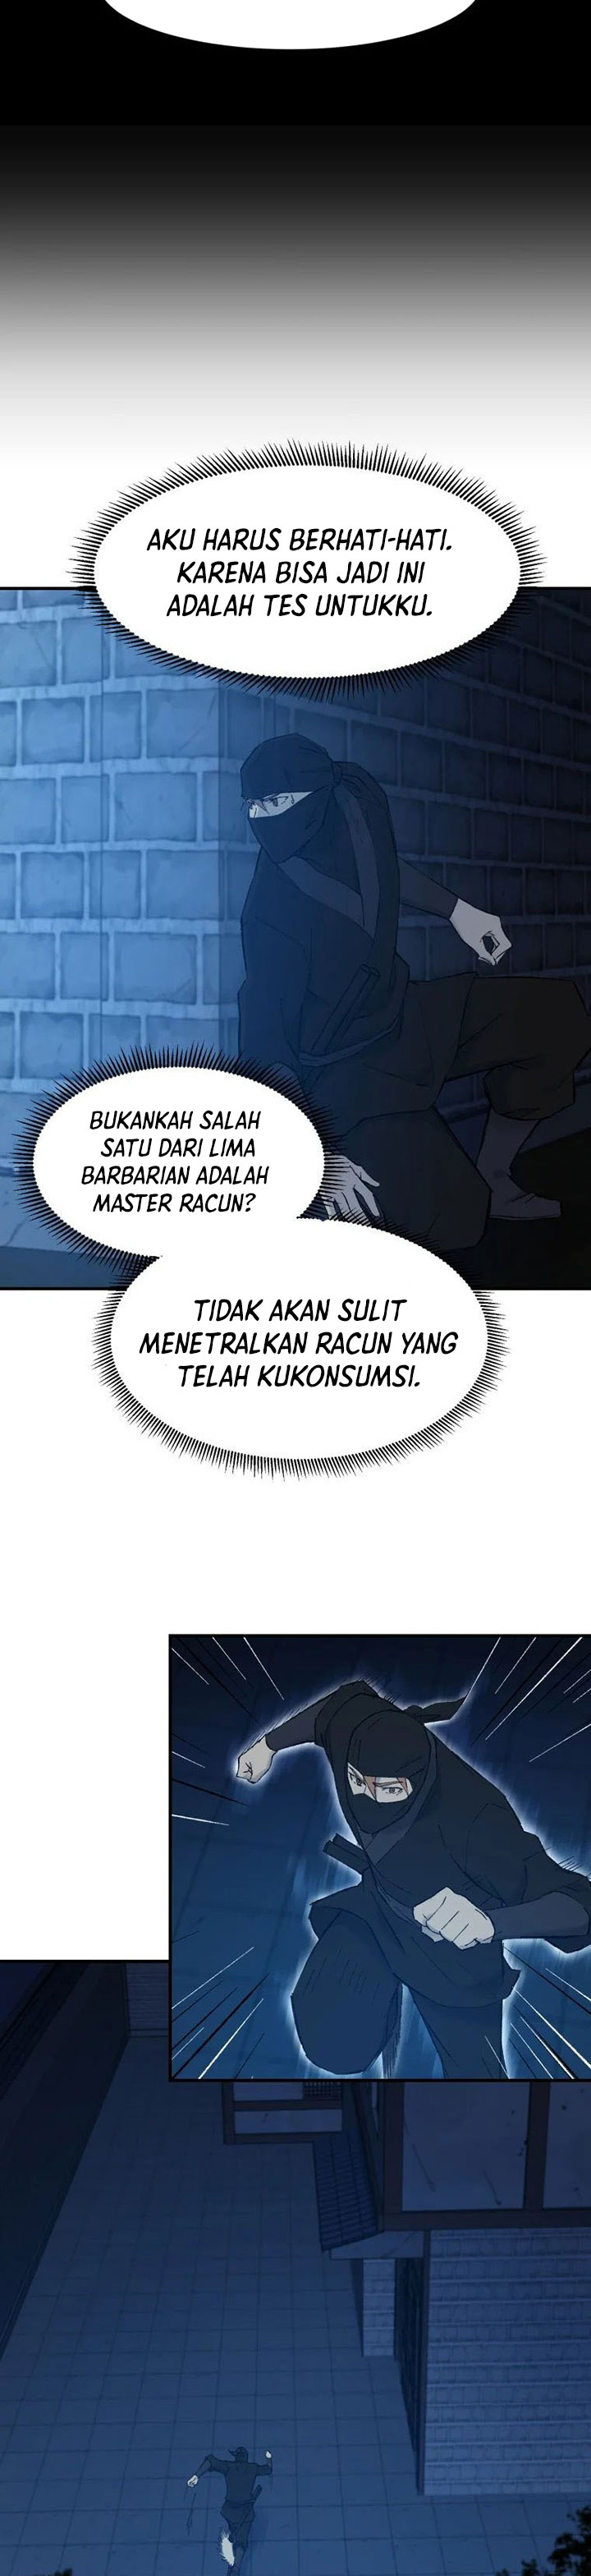 AKU HARUS BERHATI-HATI.
KARENA BISA JADI INI
ADALAH TES UNTUKKU.
BUKANKAH SALAH
SATU DARI LIMA
BARBARIAN ADALAH
MASTER RACUN?
TIDAK AKAN SULIT
MENETRALKAN RACUN YANG
TELAH KUKONSUMSI.